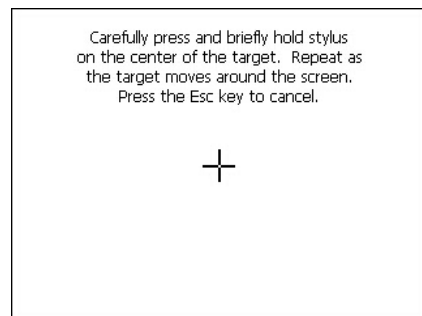 Carefully press and briefly hold stylus
on the center of the target.  Repeat as
the target moves around the screen.
Press the Esc key to cancel.